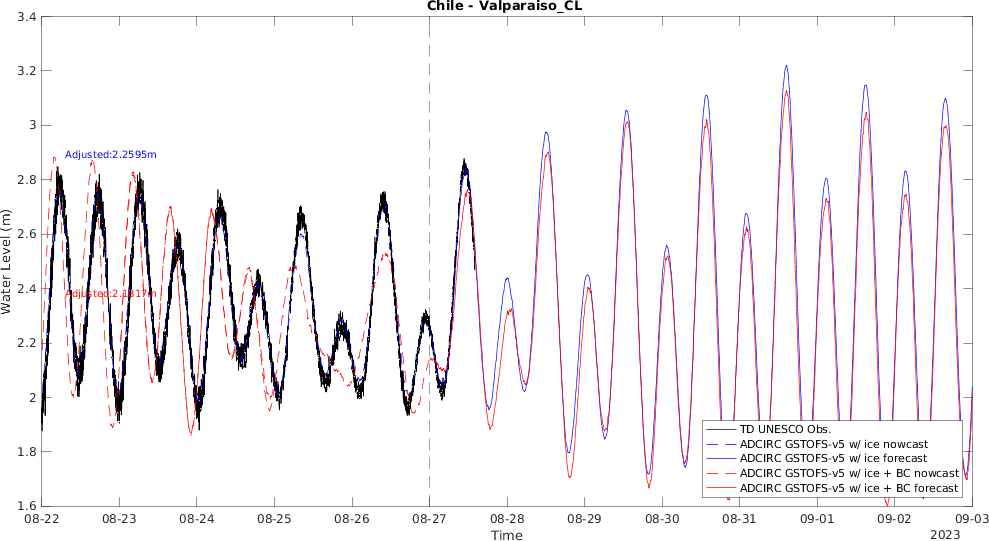 Chile - Valparaiso_CL
3.4
3.2
3
2.8
2.6
2.4
2.2
2
1.8
1.6
Water Level (m)
Adjusted:2.2595m
TD UNESCO Obs.
ADCIRC GSTOFS-v5 w/ ice nowcast
ADCIRC GSTOFS-v5 w/ ice forecast
ADCIRC GSTOFS-v5 w/ ice + BC nowcast
ADCIRC GSTOFS-v5 w/ ice + BC forecast
08-22
08-23
08-24
08-25
08-26
08-27
08-28
08-29
08-30
08-31
09-01
09-02
09-03
Time
2023